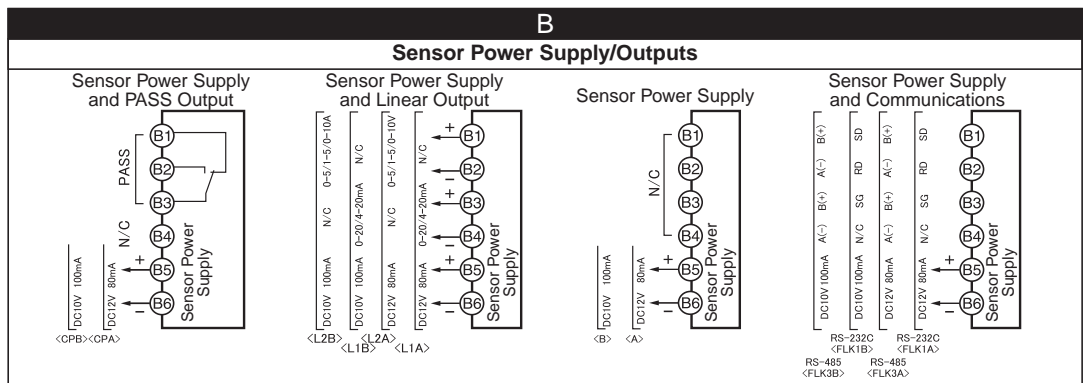 B
Sensor Power Supply/Outputs
Sensor Power Supply
and PASS Output
PASS
N/C
B1
B2
B3
B4
B5
B6
+
−
Sensor Power
Supply
DC10V 100mA
DC12V 80mA
<CPB><CPA>
Sensor Power Supply
and Linear Output
0-5/1-5/0-10A
N/C
DC10V 100mA
N/C
0-20/4-20mA
DC10V 100mA
0-5/1-5/0-10V
N/C
DC12V 80mA
N/C
0-20/4-20mA
DC12V 80mA
+
−
+
−
+
−
B1
B2
B3
B4
B5
B6
Sensor Power
Supply
<L2B> <L2A>
<L1B> <L1A>
Sensor Power Supply
N/C
B1
B2
B3
B4
B5
B6
+
−
Sensor Power
Supply
DC10V 100mA
DC12V 80mA
<B> <A>
Sensor Power Supply
and Communications
B(+)
A(-)
B(+)
A(-)
DC10V 100mA
SD
RD
SG
N/C
DC10V 100mA
B(+)
A(-)
B(+)
A(-)
DC12V 80mA
SD
RD
SG
N/C
DC12V 80mA
B1
B2
B3
B4
B5
B6
+
−
Sensor Power
Supply
RS-232C RS-232C
<FLK1B> <FLK1A>
RS-485 RS-485
<FLK3B> <FLK3A>